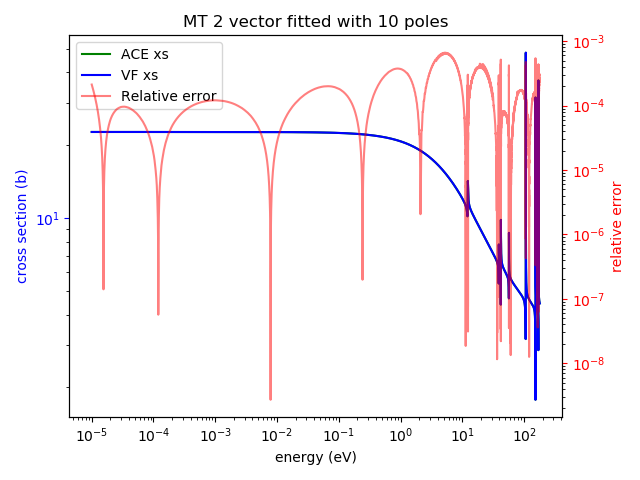 MT 2 vector fitted with 10 poles
ACE xs
VF xs
Relative error
cross section (b)
10¹
10⁻³
10⁻⁴
10⁻⁵
10⁻⁶
10⁻⁷
10⁻⁸
relative error
10⁻⁵ 10⁻⁴ 10⁻³ 10⁻² 10⁻¹ 10⁰ 10¹ 10²
energy (eV)